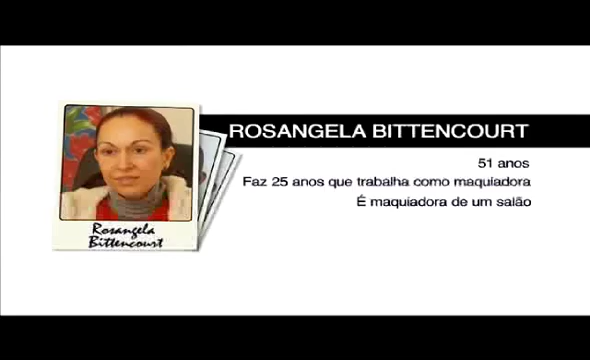 ROSANGELA BITTENCOURT
51 anos
Faz 25 anos que trabalha como maquiadora
É maquiadora de um salão
Rosangela
Bittencourt